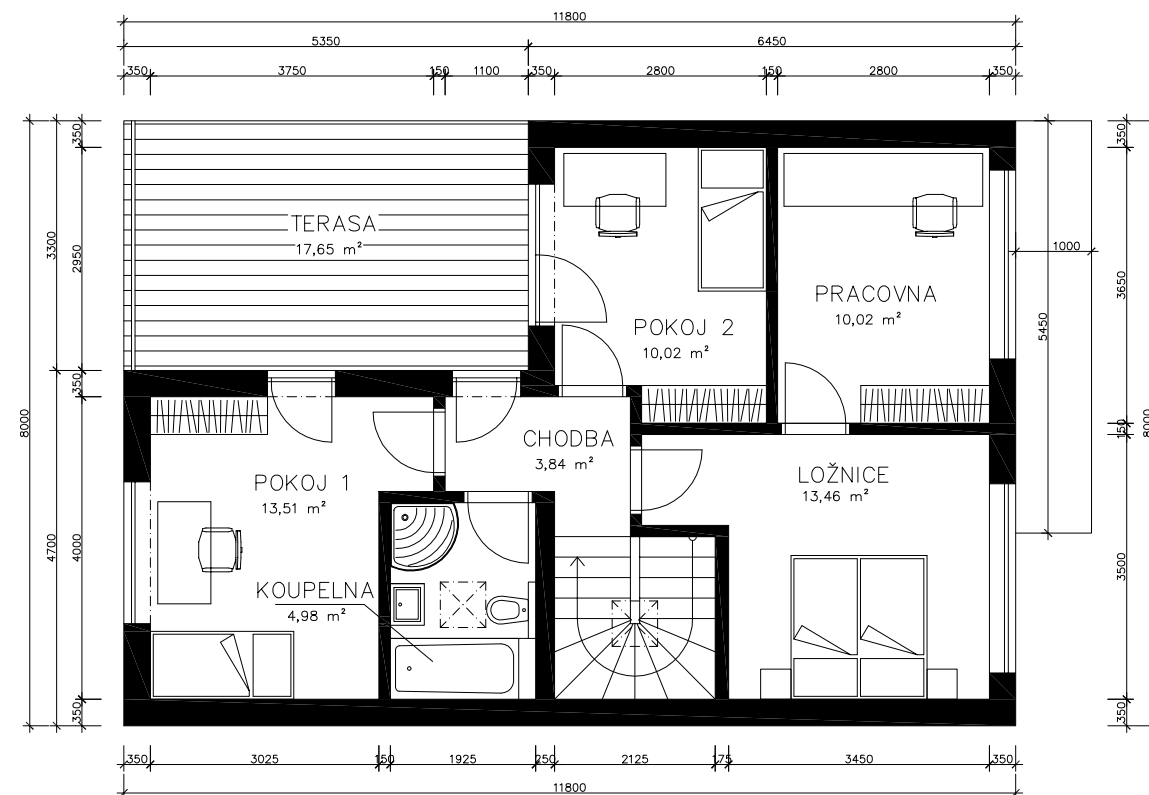 11800
5350 6450
350 3750 150 1100 350 2800 150 2800 350
350 350
TERASA
17,65 m²
3300 2950
1000
PRACOVNA
10,02 m²
3650
POKOJ 2
10,02 m²
5450
350
8000 8000
CHODBA
3,84 m²
150
POKOJ 1
13,51 m²
LOŽNICE
13,46 m²
4700 4000
3500
KOUPELNA
4,98 m²
350 350
350 3025 150 1925 250 2125 175 3450 350
11800